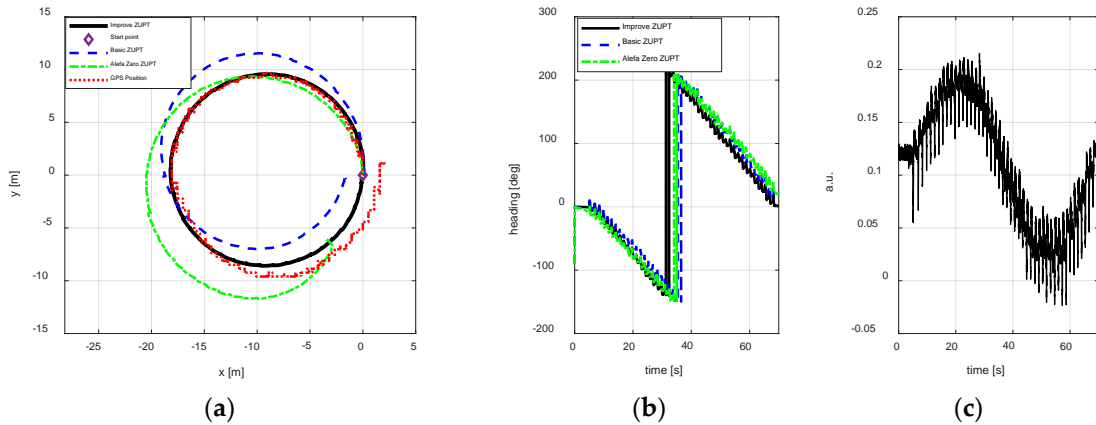 15
10
5
0
-5
-10
15
-25
-20
-15
-10
-5
0
5
y [m]
x [m]
Improve ZUPT
Start point
Basic ZUPT
Alefa Zero ZUPT
GPS Position
(a)
300
200
100
0
-100
-200
0
20
40
60
heading [deg]
time [s]
Improve ZUPT
Basic ZUPT
Alefa Zero ZUPT
(b)
0.25
0.2
0.15
0.1
0.05
0
-0.05
0
20
40
60
a.u.
time [s]
(c)